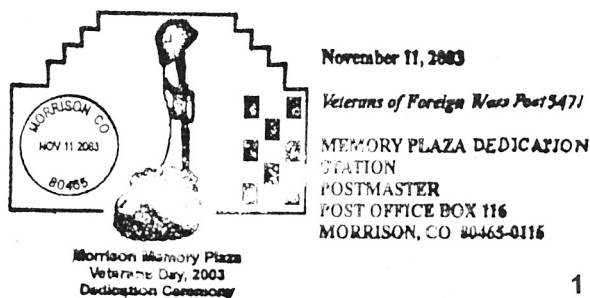 MORRISON CO
NOV 11 2003
80465
Morrison Memory Plaza
Veterans Day, 2003
Dedication Ceremony
November 11, 2003
Veterans of Foreign Wars Post 5471
MEMORY PLAZA DEDICATION
STATION
POSTMASTER
POST OFFICE BOX 116
MORRISON, CO 80465-0116
1